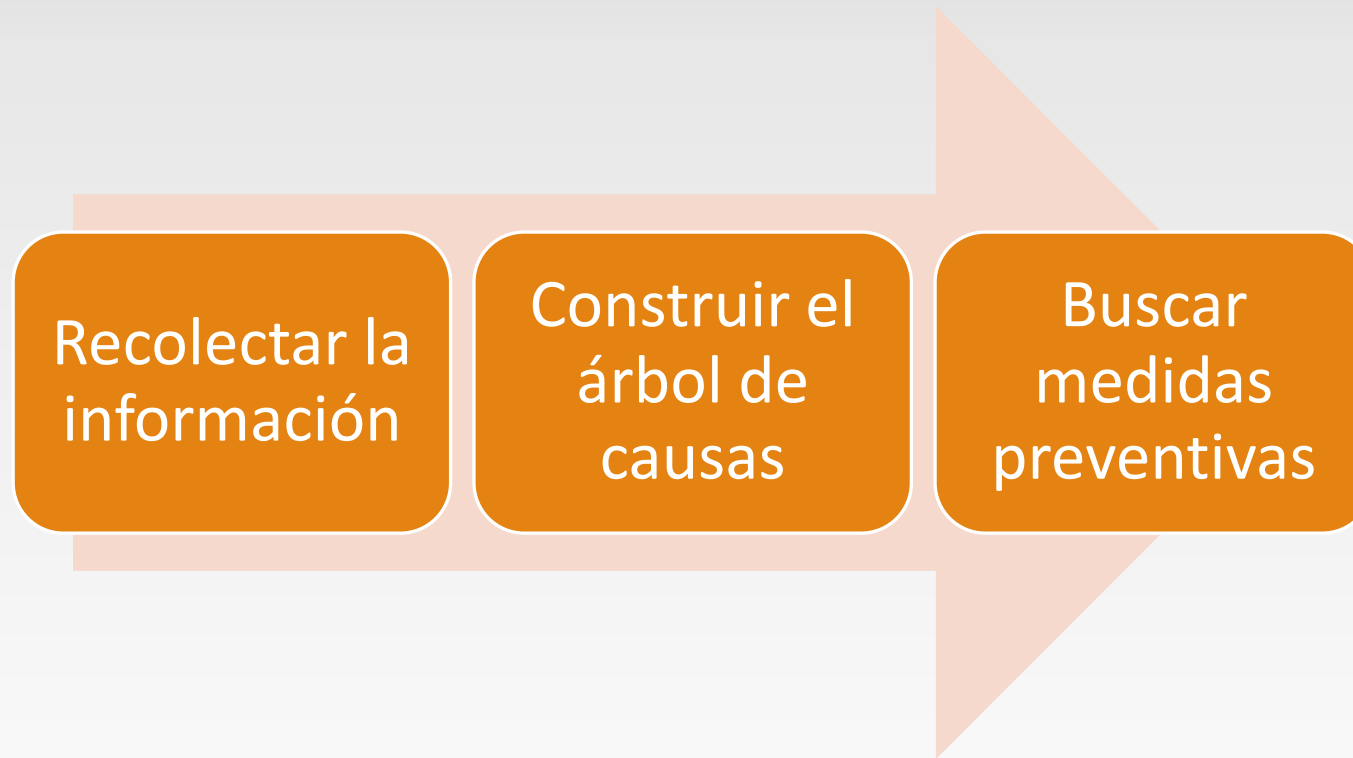 Recolectar la
información
Construir el
árbol de
causas
Buscar
medidas
preventivas